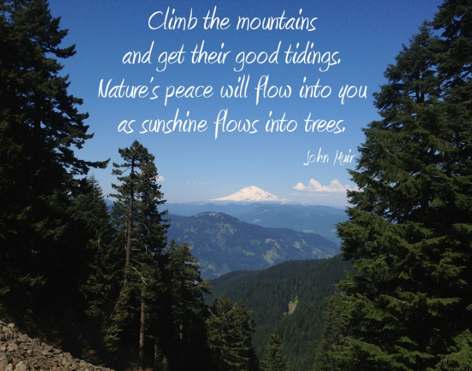 Climb the mountains
and get their good tidings.
Nature's peace will flow into you
as sunshine flows into trees.
John Muir